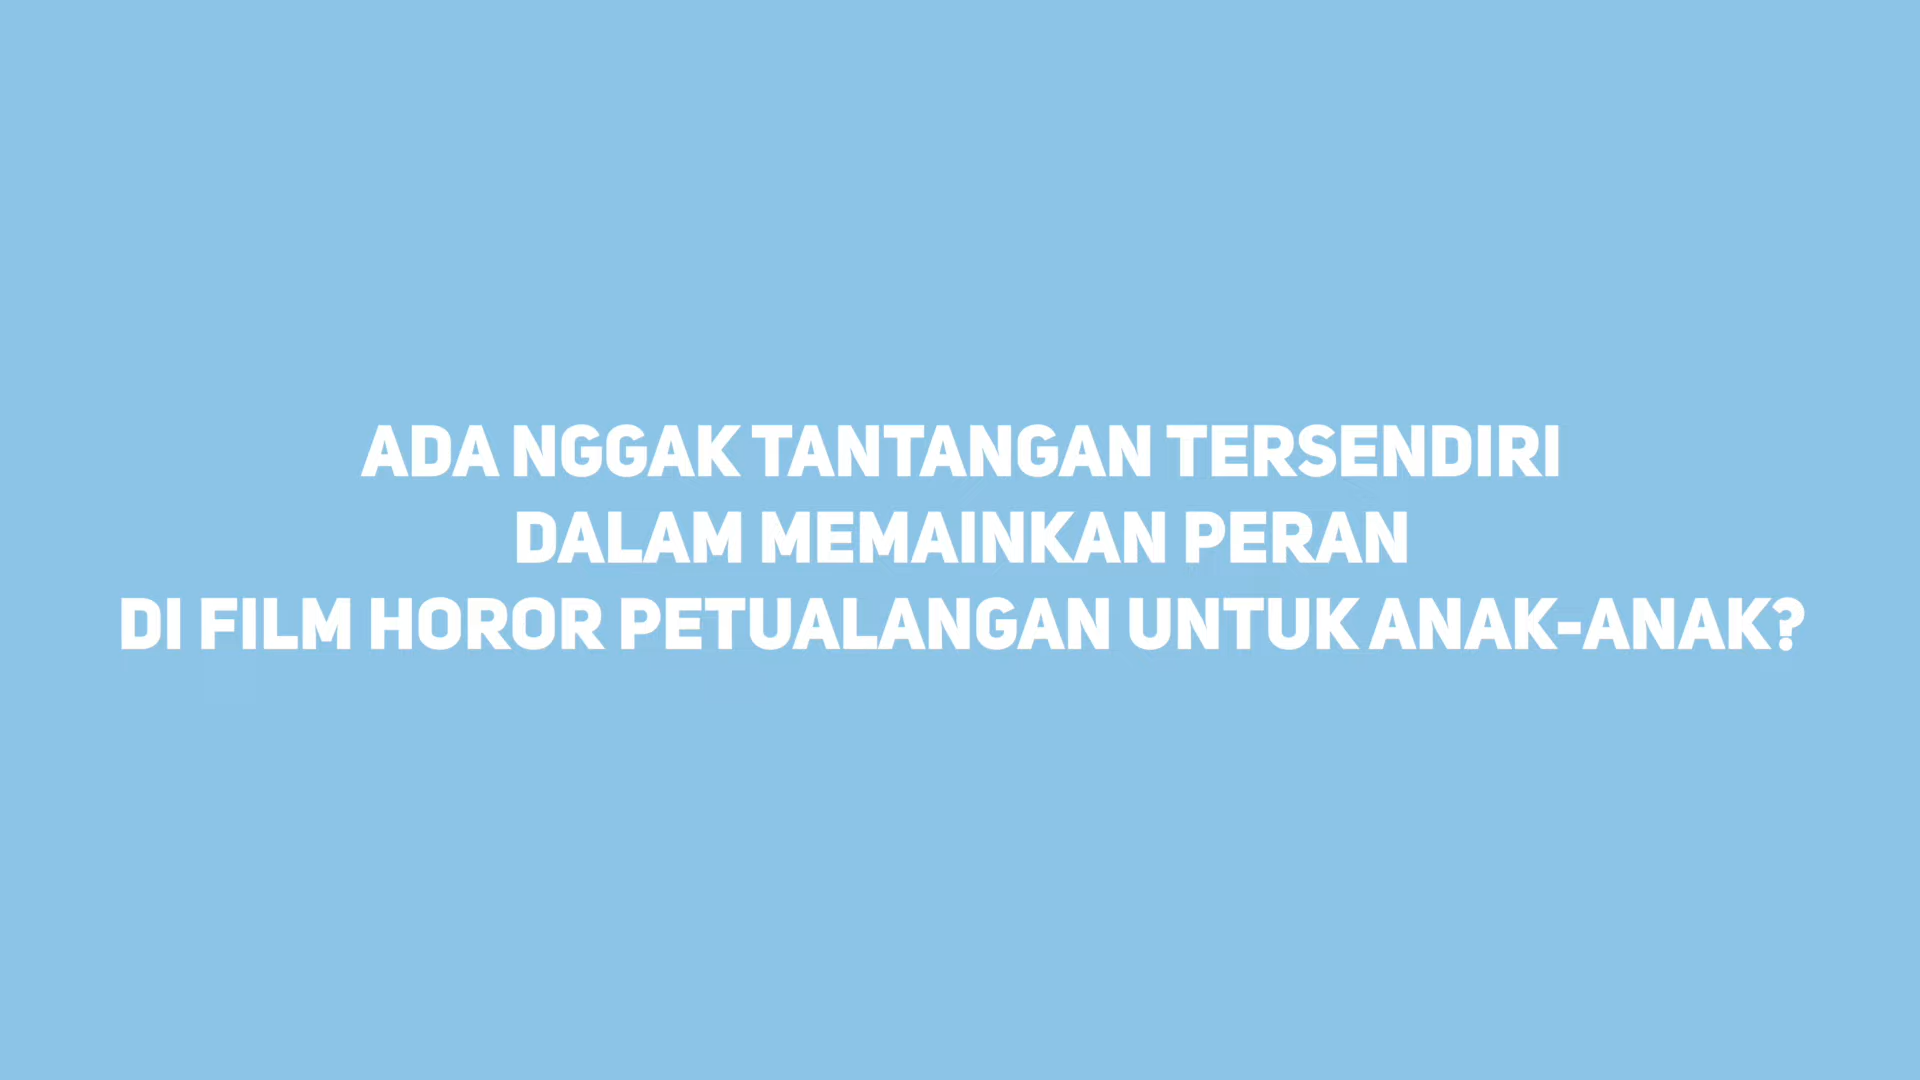 ADA NGGAK TANTANGAN TERSENDIRI
DALAM MEMAINKAN PERAN
DI FILM HOROR PETUALANGAN UNTUK ANAK-ANAK?